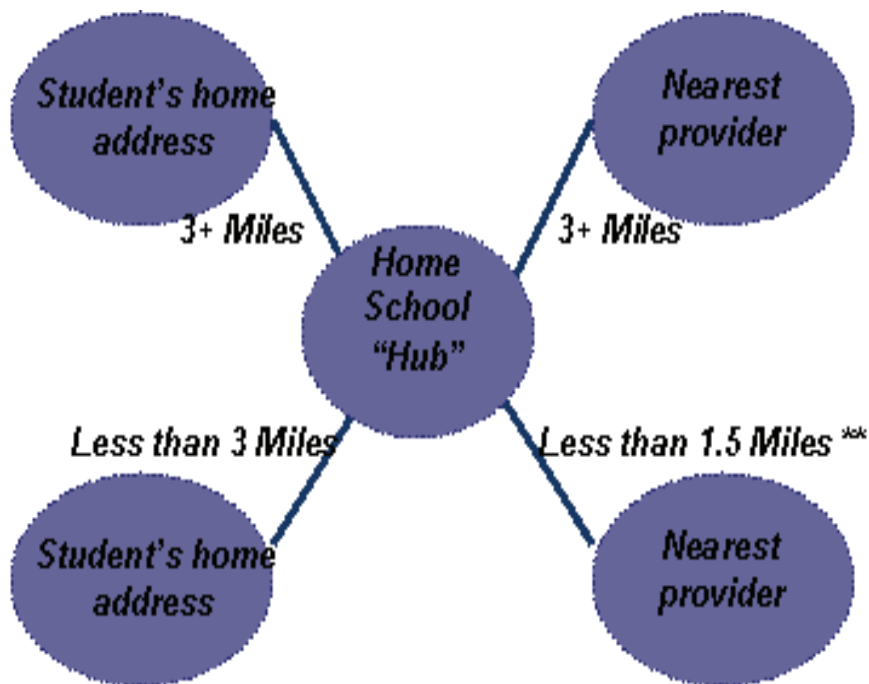 Student's home
address
Nearest
provider
3+ Miles
3+ Miles
Home
School
“Hub”
Less than 3 Miles
Less than 1.5 Miles **
Student's home
address
Nearest
provider